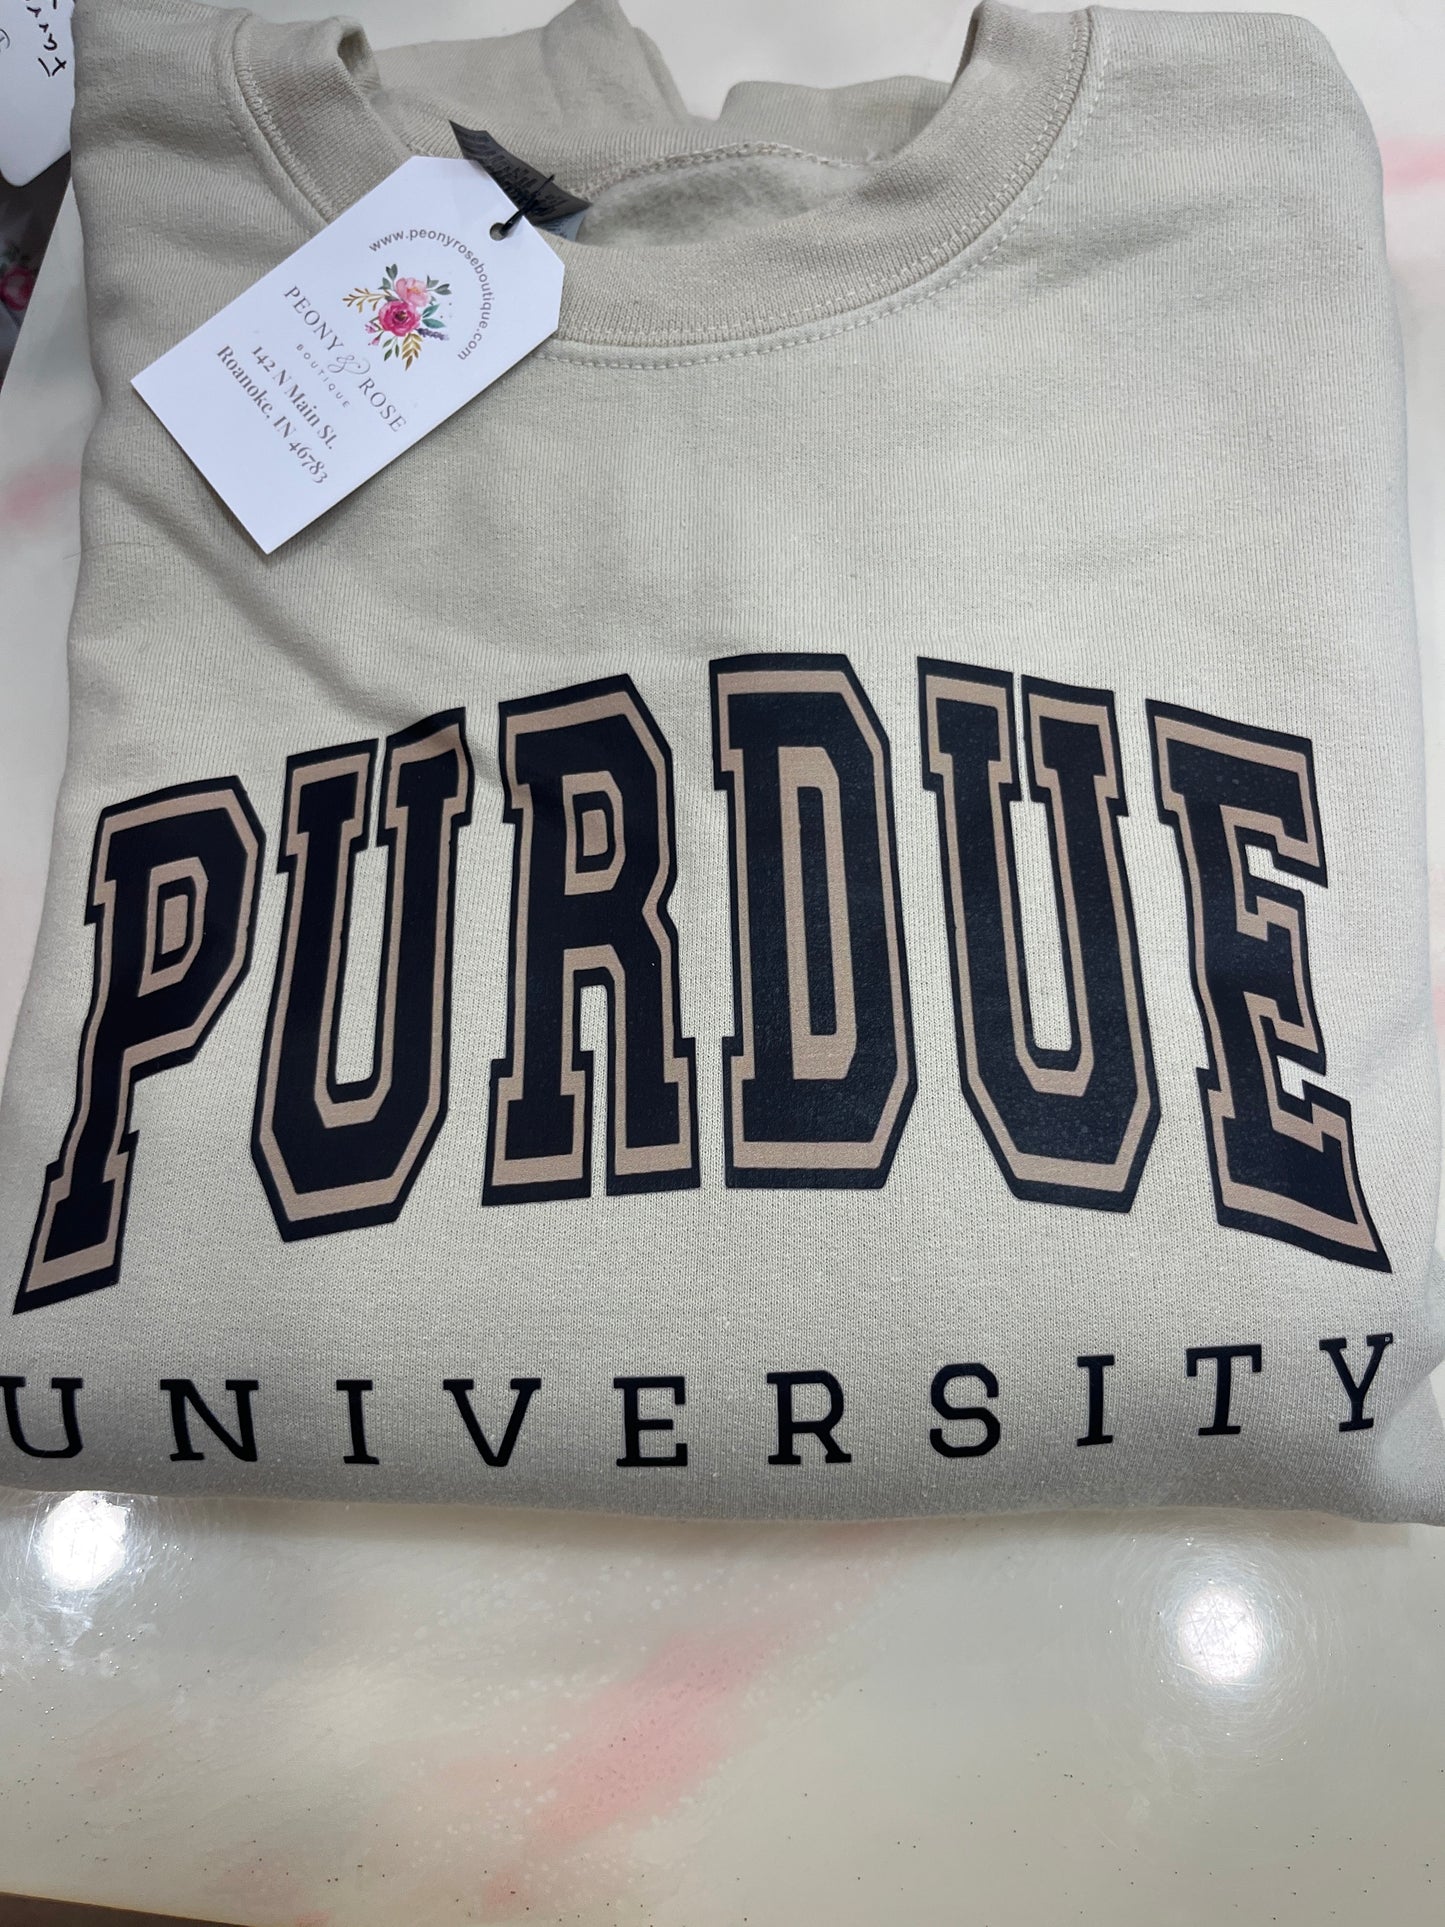 www.peonyroseboutique.com
PEONY & ROSE
BOUTIQUE
142 N Main St.
Roanoke, IN 46783
PURDUE
UNIVERSITY